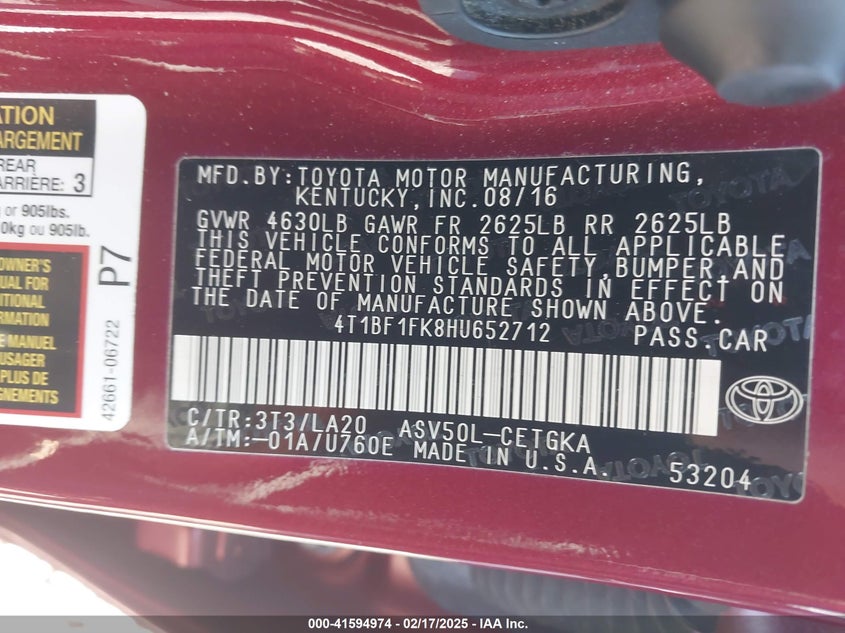 ATION
ARGEMENT
REAR
ARRIÈRE: 3
or 905lbs.
0kg ou 905lb.
OWNER'S
UAL FOR
ITIONAL
ORMATION
E MANUEL
USAGER
PLUS DE
IGNEMENTS
P7
42661-06722
MFD.BY:TOYOTA MOTOR MANUFACTURING,
KENTUCKY,INC.08/16
GVWR 4630LB GAWR FR 2625LB RR 2625LB
THIS VEHICLE CONFORMS TO ALL APPLICABLE
FEDERAL MOTOR VEHICLE SAFETY,BUMPER,AND
THEFT PREVENTION STANDARDS IN EFFECT ON
THE DATE OF MANUFACTURE SHOWN ABOVE.
4T1BF1FK8HU652712 PASS.CAR
C/TR:3T3/LA20 ASV50L-CETGKA
A/TM:-01A/U760E MADE IN U.S.A. 53204
000-41594974 - 02/17/2025 - IAA Inc.